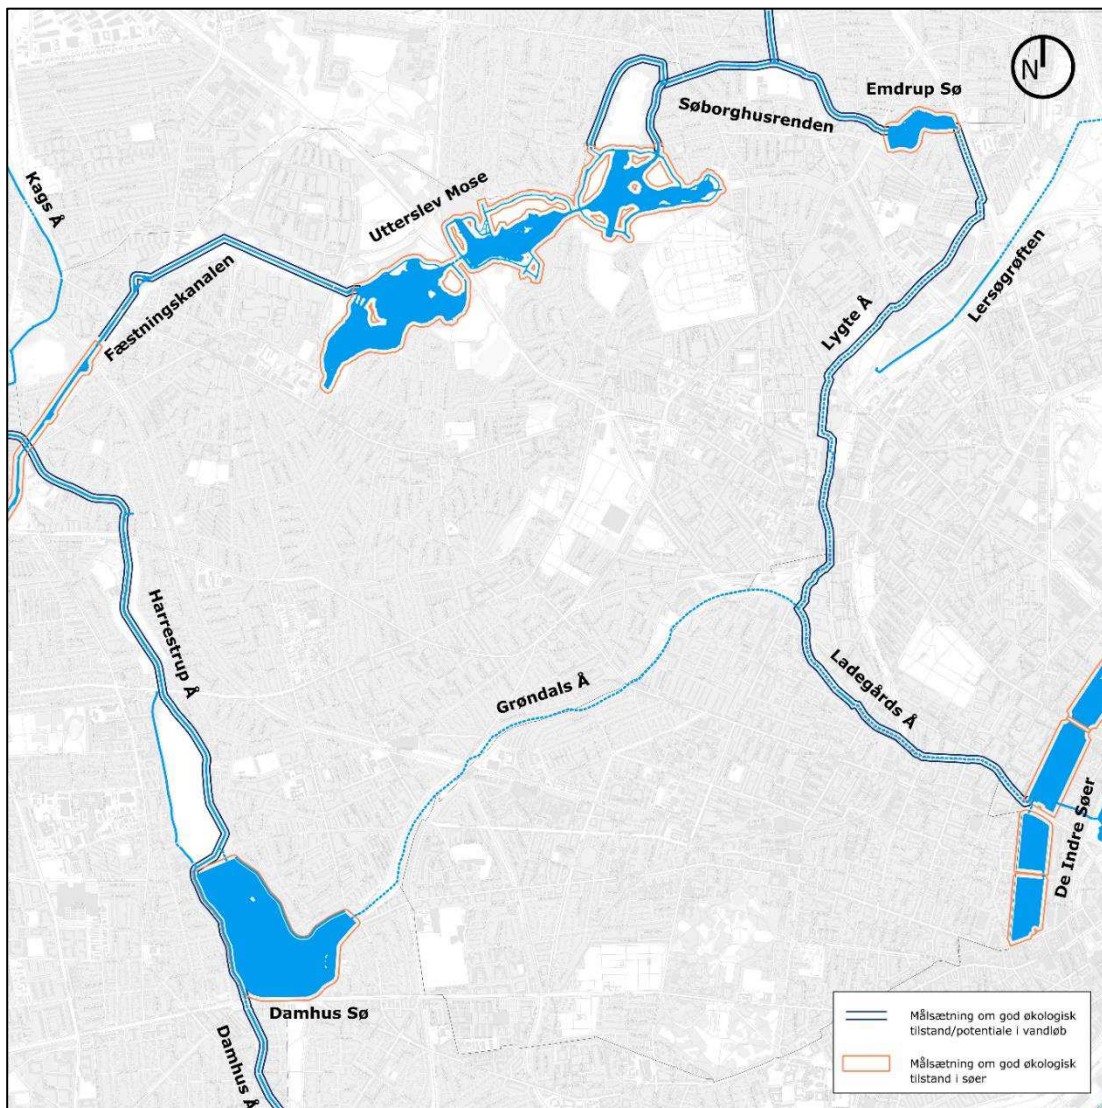 N
Emdrup Sø
Søborghusrenden
Kags Å
Utterslev Mose
Fæstningskanalen
Lersøgrøften
Lygte Å
Harrestrup Å
Grøndals Å
Ladegårds Å
De Indre Søer
Damhus Sø
Damhus Å
Målsætning om god økologisk
tilstand/potentiale i vandløb
Målsætning om god økologisk
tilstand i søer